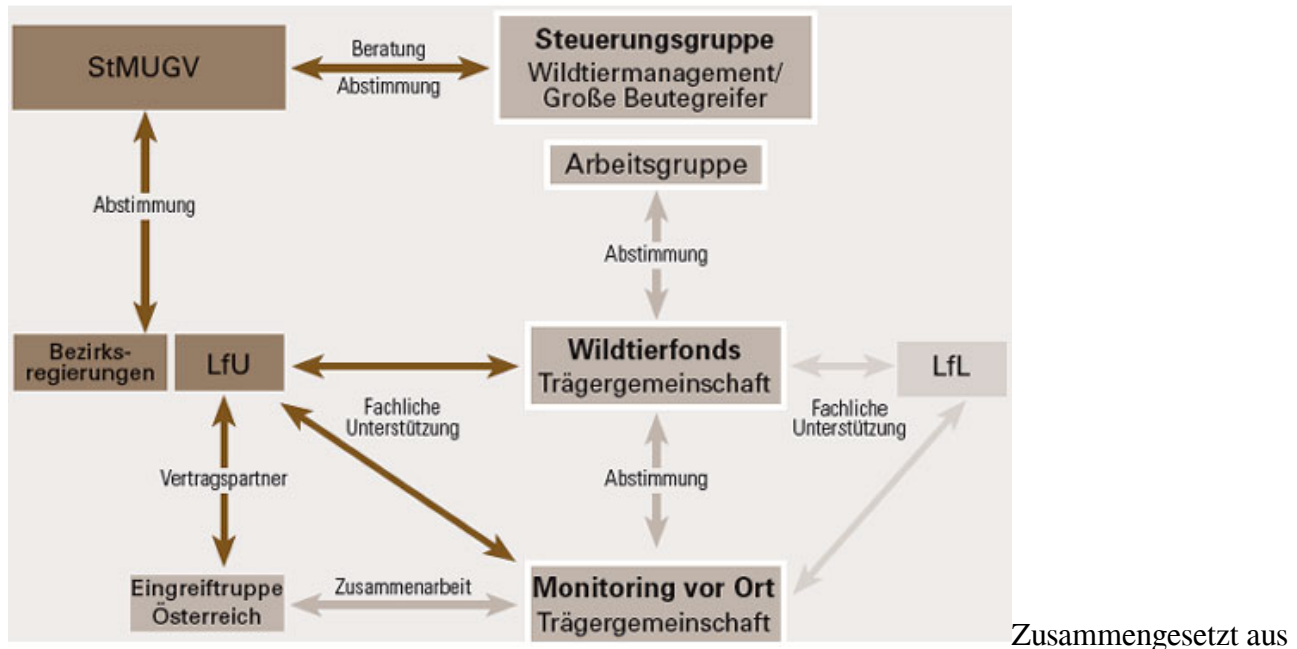 StMUGV
Beratung
Abstimmung
Steuerungsgruppe
Wildtiermanagement/
Große Beutegreifer
Arbeitsgruppe
Abstimmung
Abstimmung
Bezirks-
regierungen
LfU
Wildtierfonds
Trägergemeinschaft
LfL
Fachliche
Unterstützung
Fachliche
Unterstützung
Vertragspartner
Abstimmung
Eingreiftruppe
Österreich
Zusammenarbeit
Monitoring vor Ort
Trägergemeinschaft
Zusammengesetzt aus